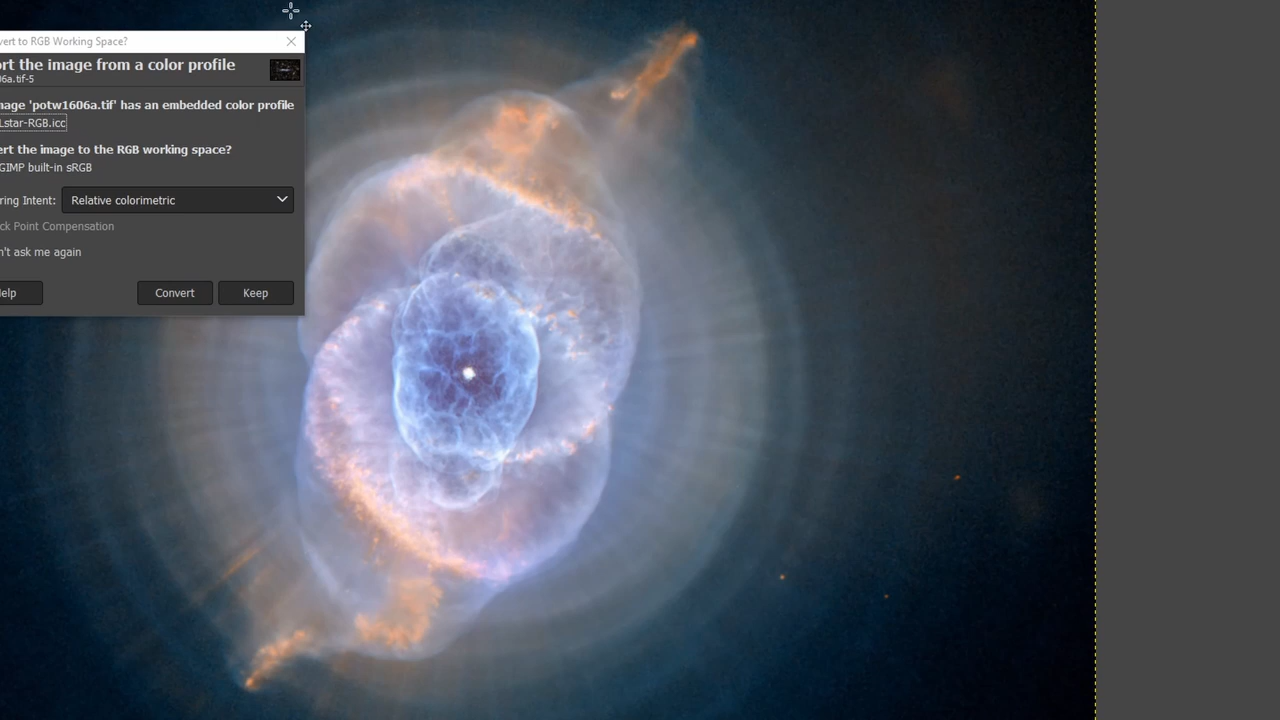 vert to RGB Working Space?
rt the image from a color profile
06a.tif-5
mage 'potw1606a.tif' has an embedded color profile
Lstar-RGB.icc
ert the image to the RGB working space?
GIMP built-in sRGB
ring Intent: Relative colorimetric
ck Point Compensation
n't ask me again
Help Convert Keep